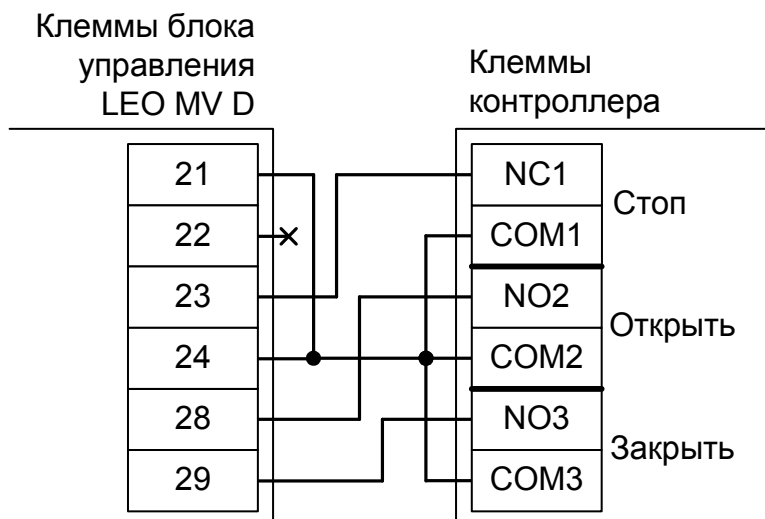 Клеммы блока
управления
LEO MV D
Клеммы
контроллера
21
22
23
24
28
29
NC1
COM1
NO2
COM2
NO3
COM3
Стоп
Открыть
Закрыть